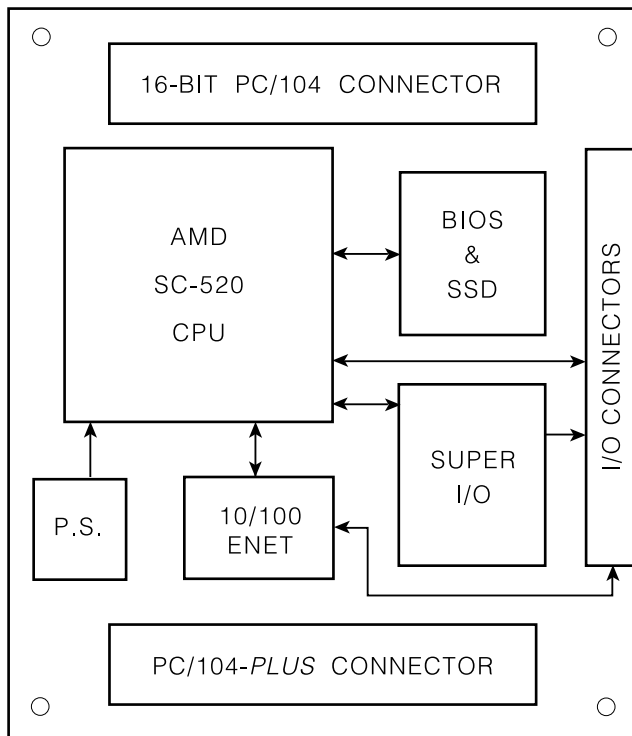 16-BIT PC/104 CONNECTOR
AMD
SC-520
CPU
BIOS
&
SSD
I/O CONNECTORS
SUPER
I/O
P.S.
10/100
ENET
PC/104-PLUS CONNECTOR